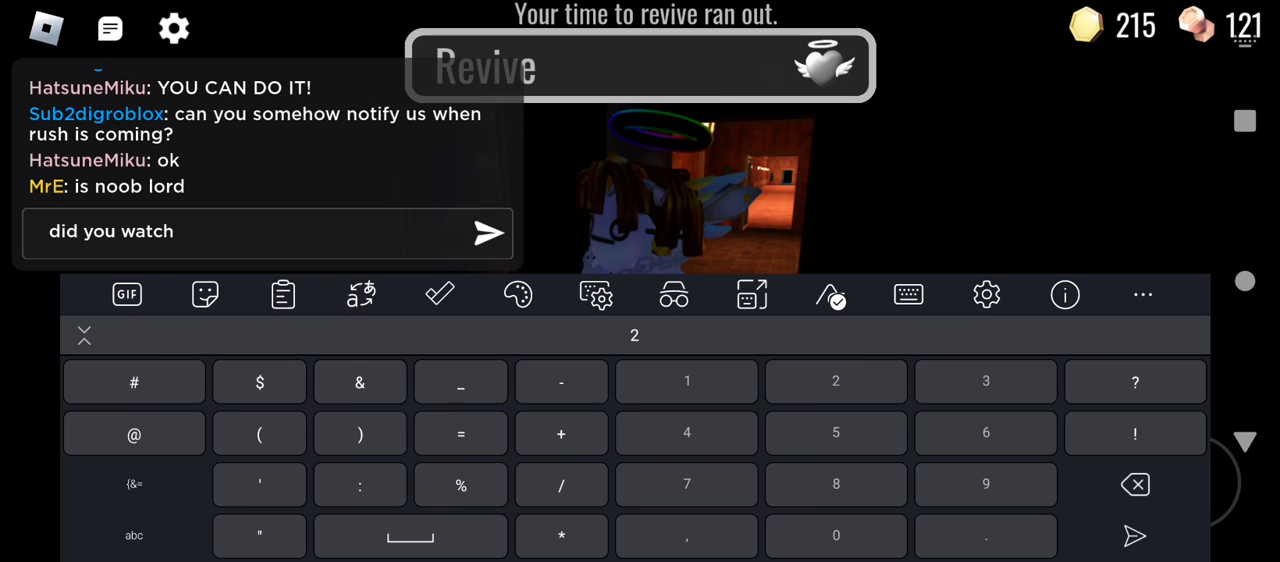 Your time to revive ran out.
215
121
Revive
HatsuneMiku: YOU CAN DO IT!
Sub2digroblox: can you somehow notify us when
rush is coming?
HatsuneMiku: ok
MrE: is noob lord
did you watch
GIF
2
# $ & _ - 1 2 3 ?
@ ( ) = + 4 5 6 !
{&= ' : % / 7 8 9
abc " * , 0 .